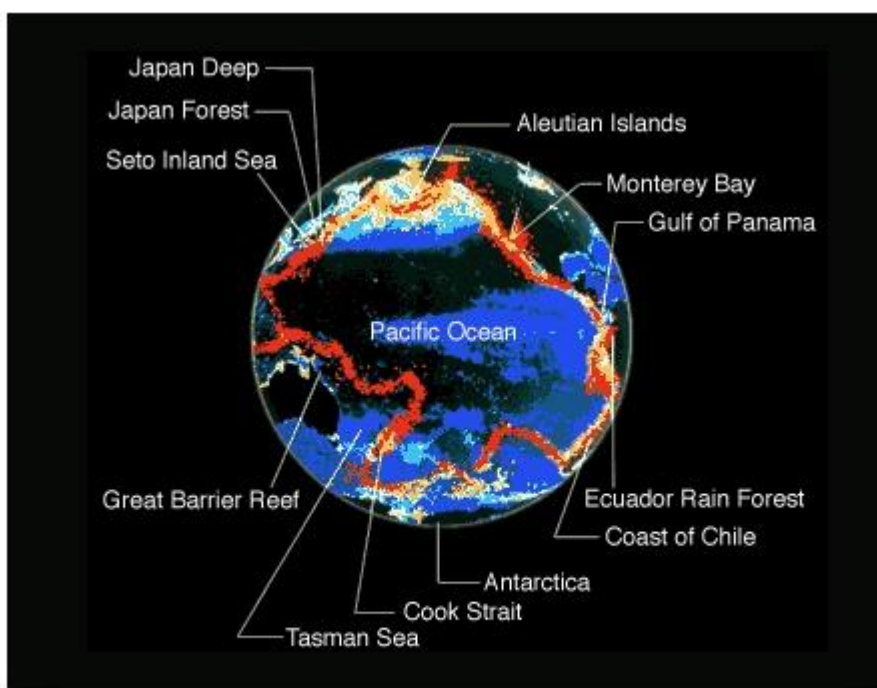 Japan Deep
Japan Forest
Seto Inland Sea
Aleutian Islands
Monterey Bay
Gulf of Panama
Pacific Ocean
Great Barrier Reef
Ecuador Rain Forest
Coast of Chile
Antarctica
Cook Strait
Tasman Sea